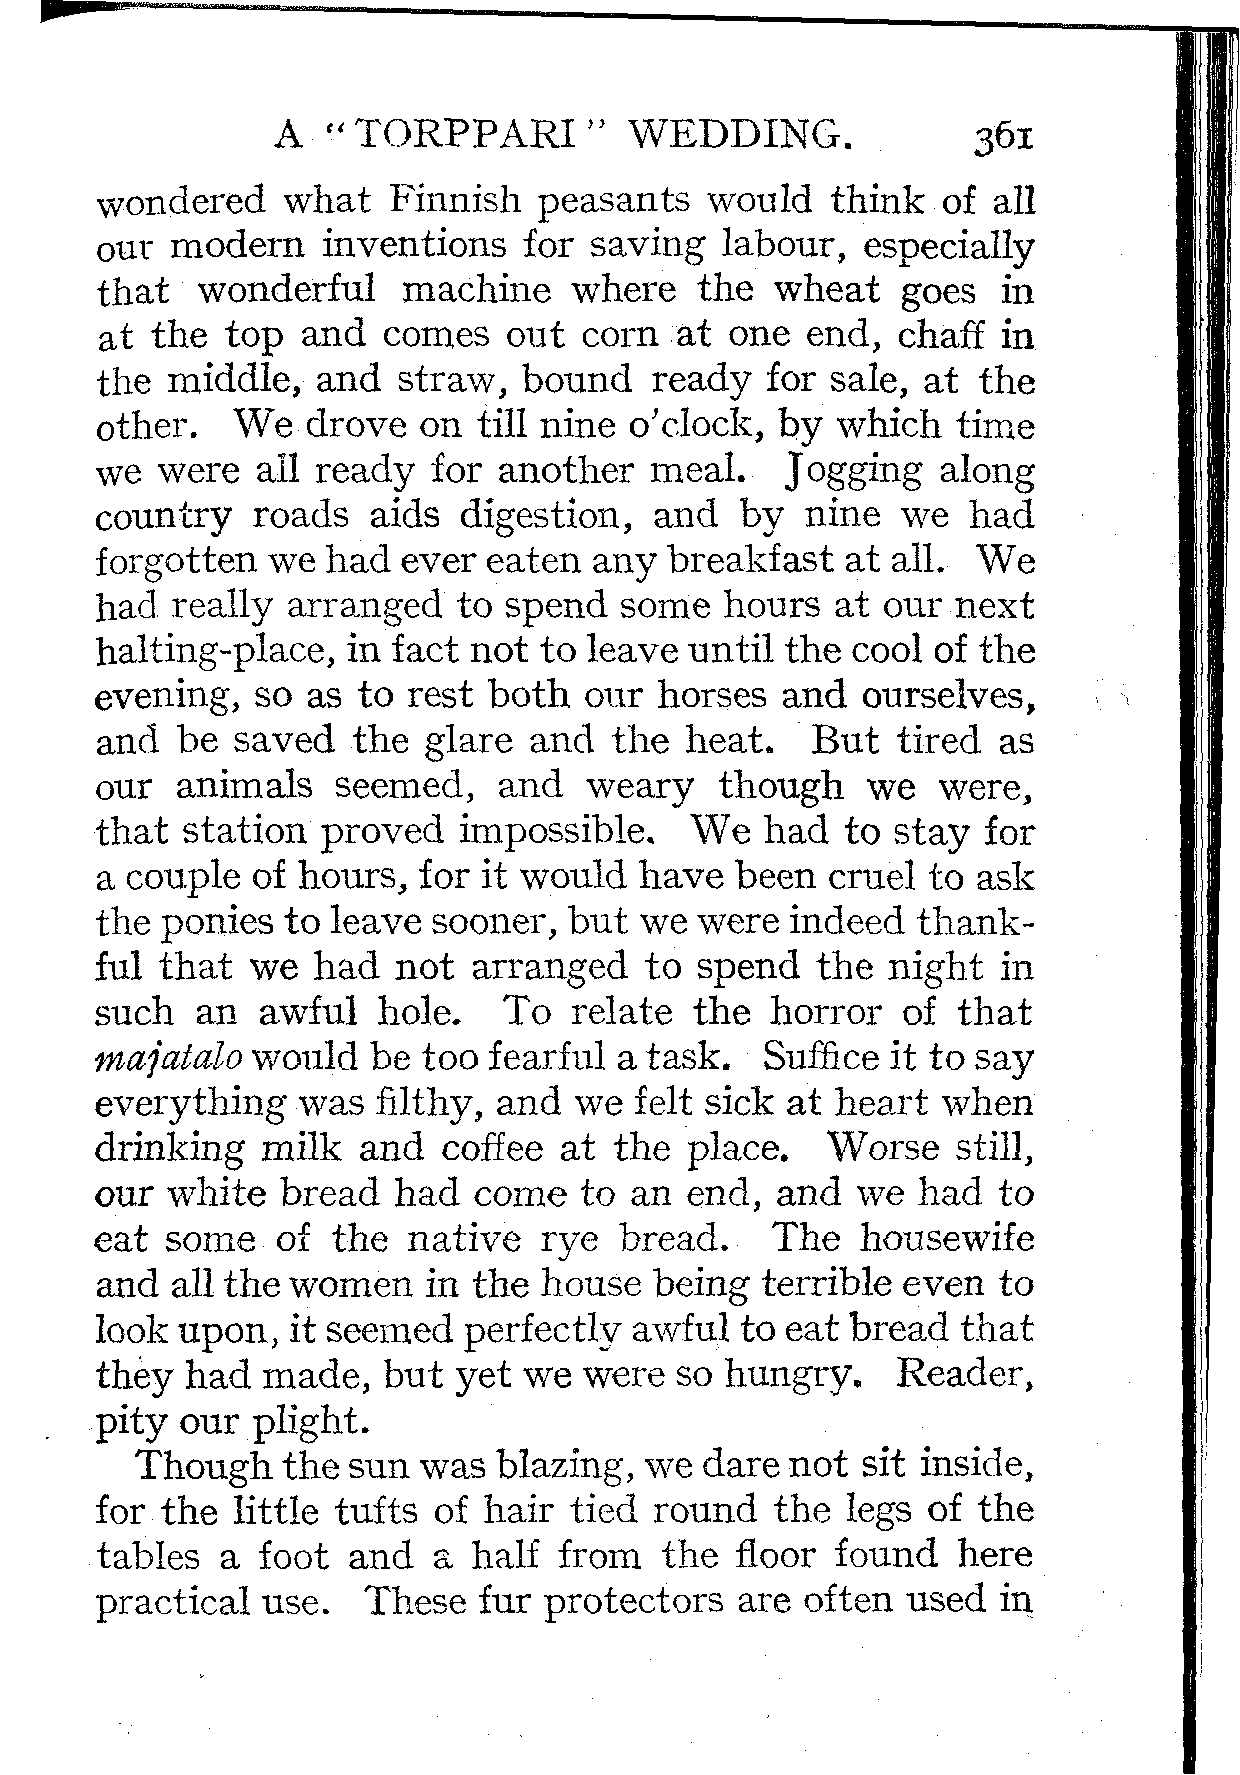 A "TORPPARI" WEDDING. 361
wondered what Finnish peasants would think of all
our modern inventions for saving labour, especially
that wonderful machine where the wheat goes in
at the top and comes out corn at one end, chaff in
the middle, and straw, bound ready for sale, at the
other. We drove on till nine o'clock, by which time
we were all ready for another meal. Jogging along
country roads aids digestion, and by nine we had
forgotten we had ever eaten any breakfast at all. We
had really arranged to spend some hours at our next
halting-place, in fact not to leave until the cool of the
evening, so as to rest both our horses and ourselves,
and be saved the glare and the heat. But tired as
our animals seemed, and weary though we were,
that station proved impossible. We had to stay for
a couple of hours, for it would have been cruel to ask
the ponies to leave sooner, but we were indeed thank-
ful that we had not arranged to spend the night in
such an awful hole. To relate the horror of that
majatalo would be too fearful a task. Suffice it to say
everything was filthy, and we felt sick at heart when
drinking milk and coffee at the place. Worse still,
our white bread had come to an end, and we had to
eat some of the native rye bread. The housewife
and all the women in the house being terrible even to
look upon, it seemed perfectly awful to eat bread that
they had made, but yet we were so hungry. Reader,
pity our plight.
Though the sun was blazing, we dare not sit inside,
for the little tufts of hair tied round the legs of the
tables a foot and a half from the floor found here
practical use. These fur protectors are often used in